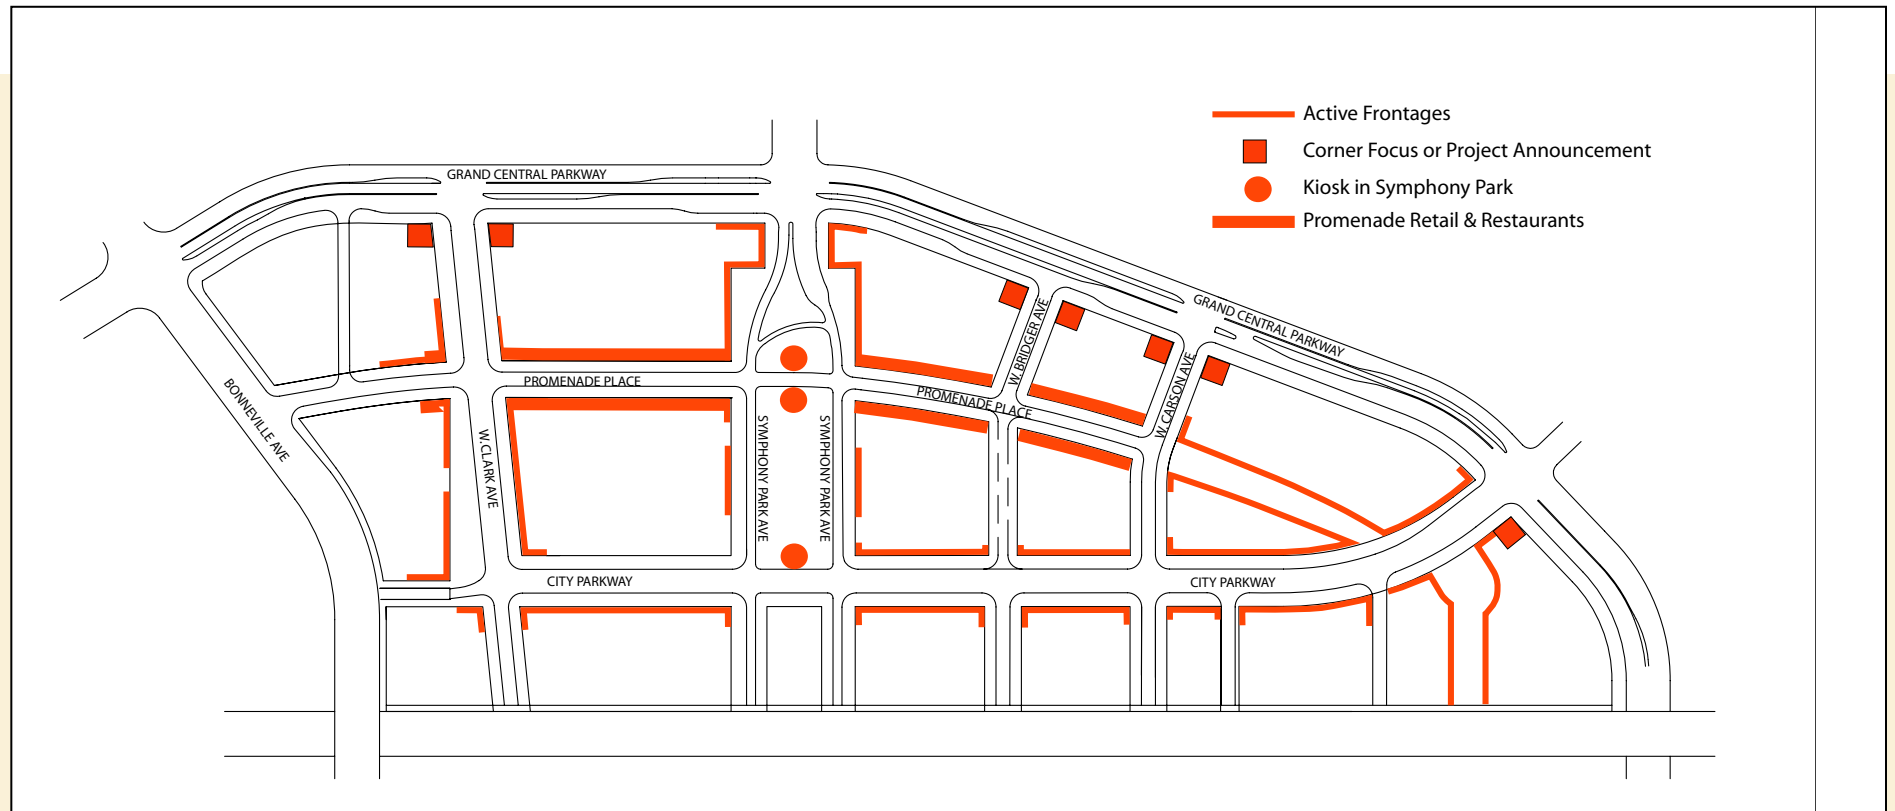 Active Frontages
Corner Focus or Project Announcement
Kiosk in Symphony Park
Promenade Retail & Restaurants
GRAND CENTRAL PARKWAY
GRAND CENTRAL PARKWAY
W. BRIDGER AVE
W. CARSON AVE
PROMENADE PLACE
PROMENADE PLACE
BONNEVILLE AVE
W.CLARK AVE
SYMPHONY PARK AVE
SYMPHONY PARK AVE
CITY PARKWAY
CITY PARKWAY